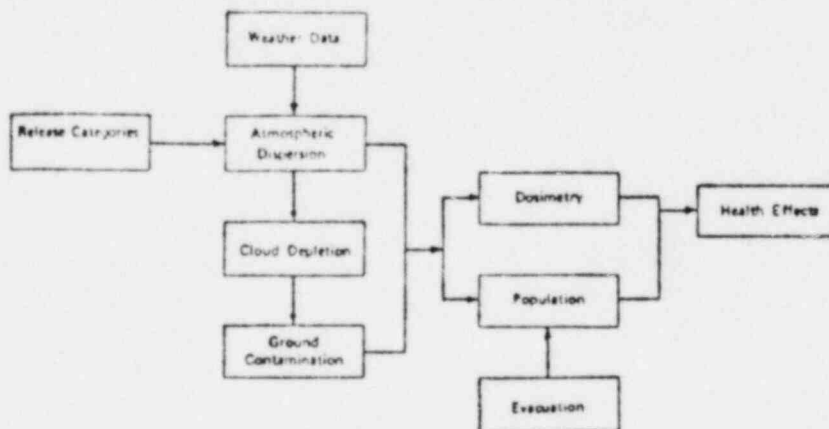 Weather Data
Release Categories
Atmospheric
Dispersion
Cloud Depletion
Ground
Contamination
Dosimetry
Population
Evacuation
Health Effects